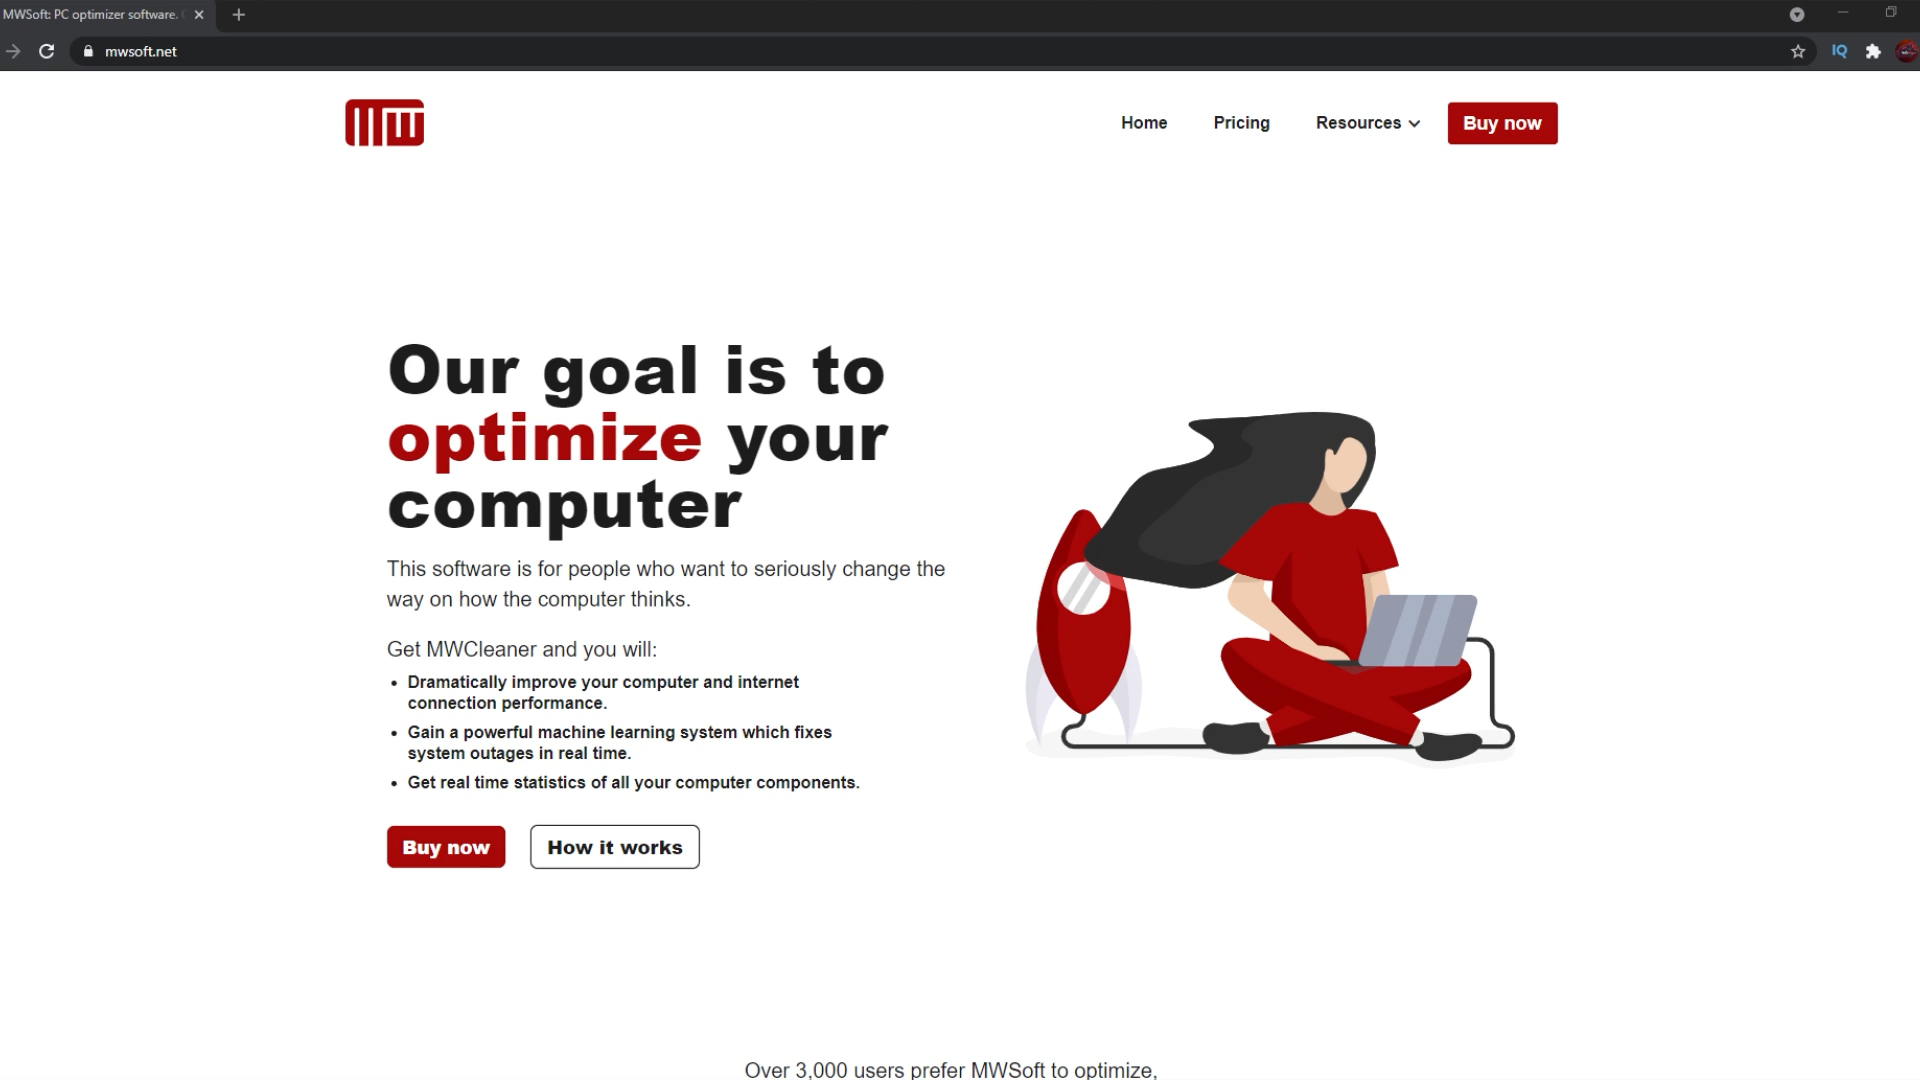 MWSoft: PC optimizer software.
mwsoft.net
IQ
MW
Home
Pricing
Resources
Buy now
Our goal is to
optimize your
computer
This software is for people who want to seriously change the
way on how the computer thinks.
Get MWCleaner and you will:
• Dramatically improve your computer and internet
connection performance.
• Gain a powerful machine learning system which fixes
system outages in real time.
• Get real time statistics of all your computer components.
Buy now
How it works
Over 3,000 users prefer MWSoft to optimize,